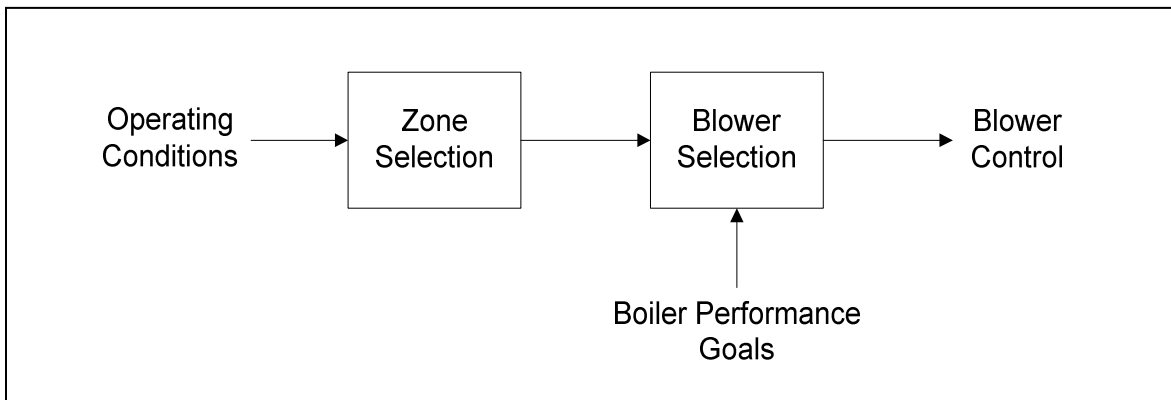 Operating
Conditions
Zone
Selection
Blower
Selection
Blower
Control
Boiler Performance
Goals